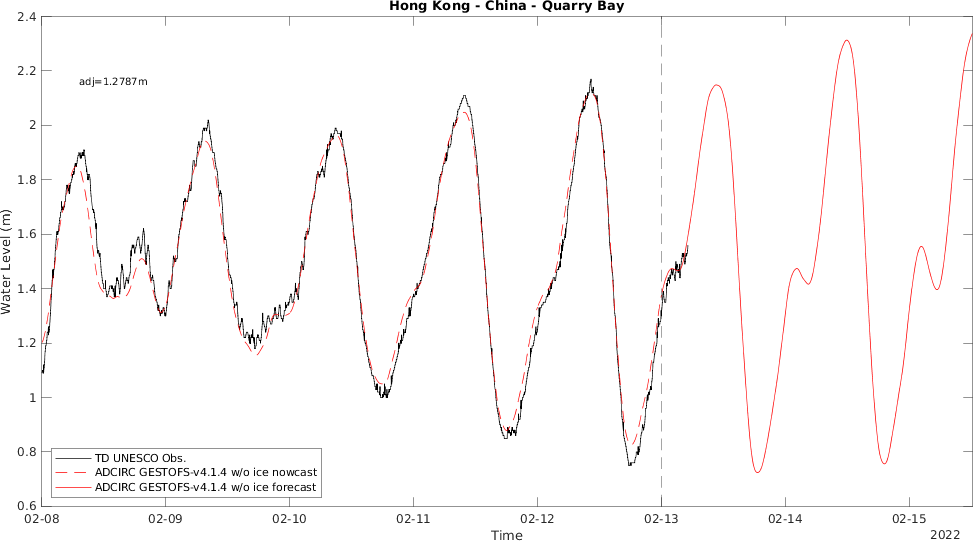 Hong Kong - China - Quarry Bay
2.4
2.2
2
1.8
1.6
1.4
1.2
1
0.8
0.6
Water Level (m)
adj=1.2787m
TD UNESCO Obs.
ADCIRC GESTOFS-v4.1.4 w/o ice nowcast
ADCIRC GESTOFS-v4.1.4 w/o ice forecast
02-08 02-09 02-10 02-11 02-12 02-13 02-14 02-15
Time
2022